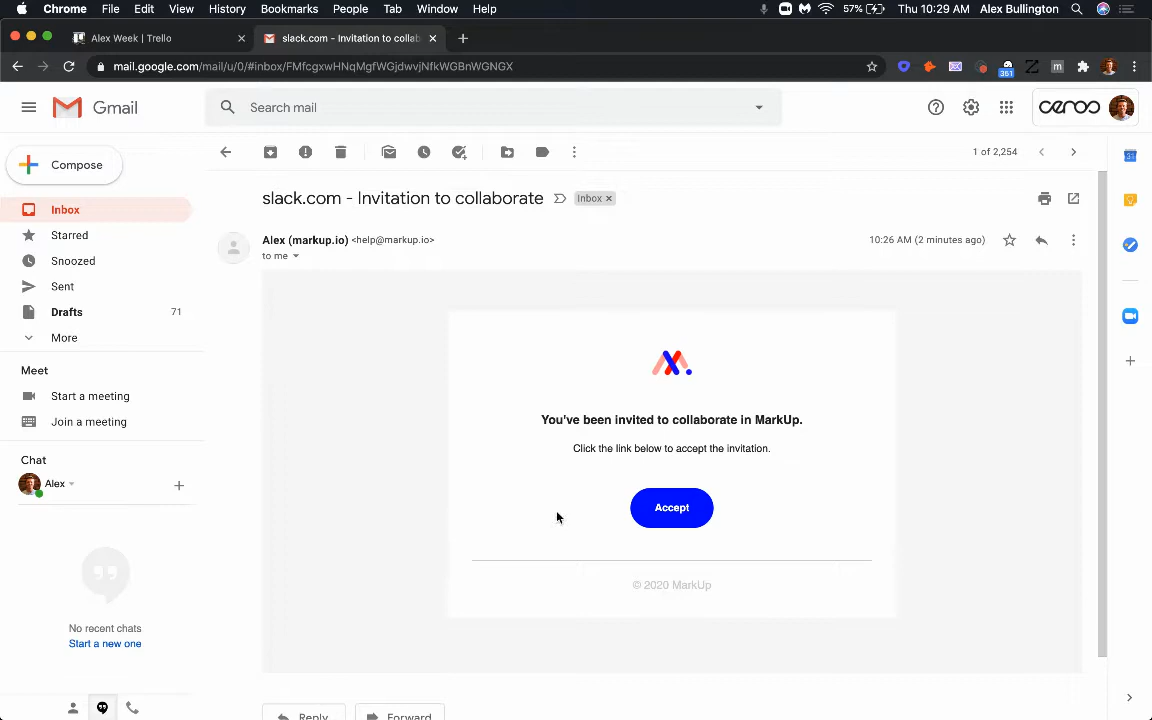 Chrome File Edit View History Bookmarks People Tab Window Help 57% Thu 10:29 AM Alex Bullington
Alex Week | Trello slack.com - Invitation to collab
mail.google.com/mail/u/0/#inbox/FMfcgxwHNqMgfWGjdwvjNfkWGBnWGNGX
361
m
Gmail Search mail ceros
Compose 1 of 2,254
31
Inbox slack.com - Invitation to collaborate Inbox
Starred
Alex (markup.io) <help@markup.io> 10:26 AM (2 minutes ago)
to me
Snoozed
Sent
Drafts 71
More
Meet
Start a meeting
Join a meeting
Chat
Alex
No recent chats
Start a new one
You've been invited to collaborate in MarkUp.
Click the link below to accept the invitation.
Accept
© 2020 MarkUp
Reply Forward